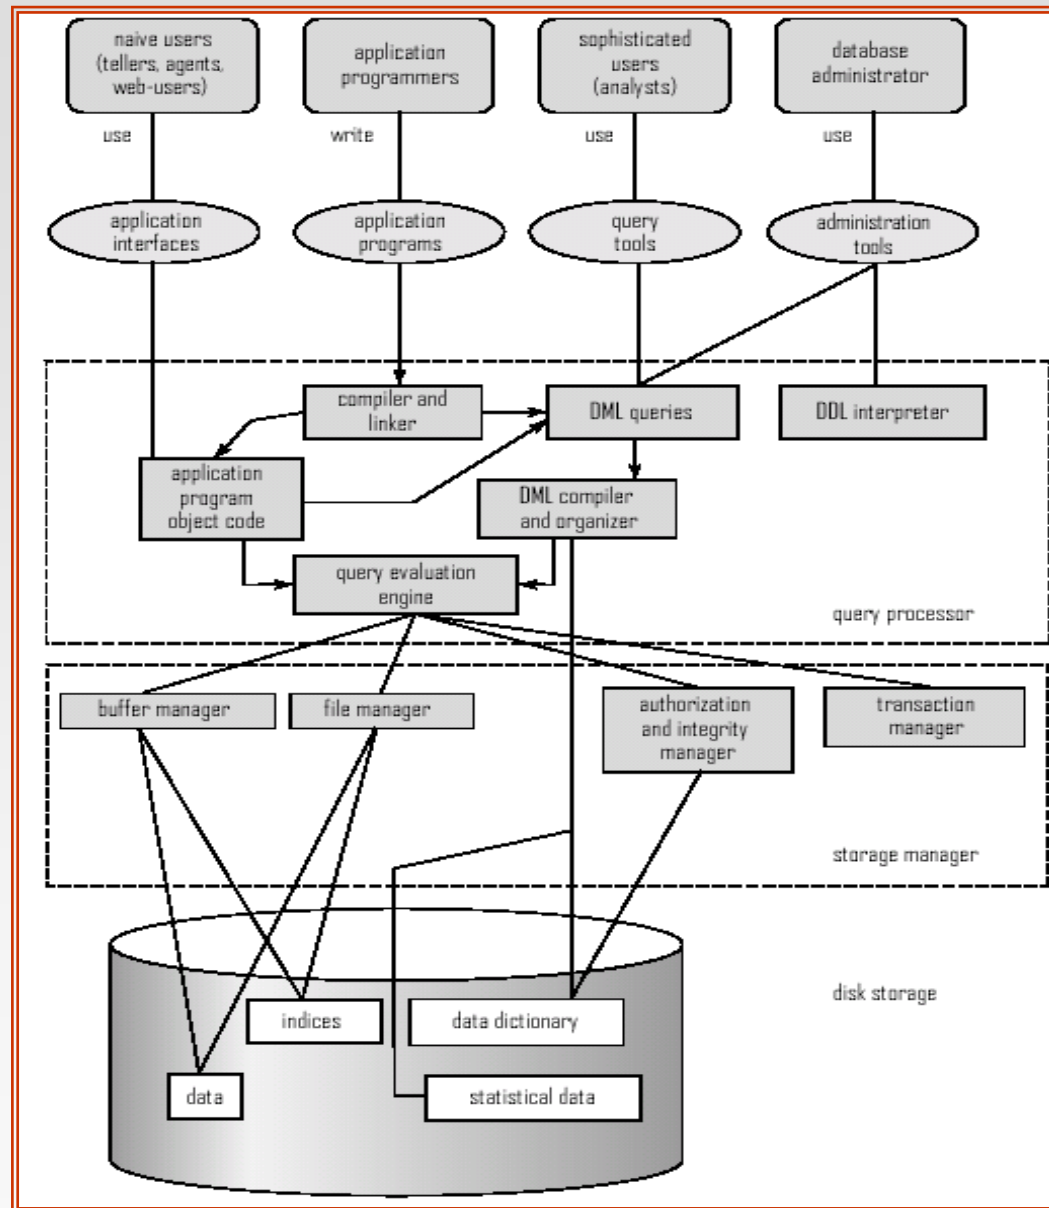 naive users
(tellers, agents,
web-users)
application
programmers
sophisticated
users
(analysts)
database
administrator
use
write
use
use
application
interfaces
application
programs
query
tools
administration
tools
compiler and
linker
DML queries
DDL interpreter
application
program
object code
DML compiler
and organizer
query evaluation
engine
query processor
buffer manager
file manager
authorization
and integrity
manager
transaction
manager
storage manager
disk storage
indices
data dictionary
data
statistical data